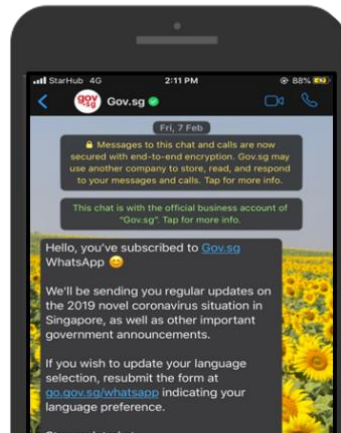 StarHub 4G 2:11 PM 88%
gov sg Gov.sg
Fri, 7 Feb
Messages to this chat and calls are now
secured with end-to-end encryption. Gov.sg may
use another company to store, read, and respond
to your messages and calls. Tap for more info.
This chat is with the official business account of
"Gov.sg". Tap for more info.
Hello, you've subscribed to Gov.sg
WhatsApp 😊
We'll be sending you regular updates on
the 2019 novel coronavirus situation in
Singapore, as well as other important
government announcements.
If you wish to update your language
selection, resubmit the form at
go.gov.sg/whatsapp indicating your
language preference.